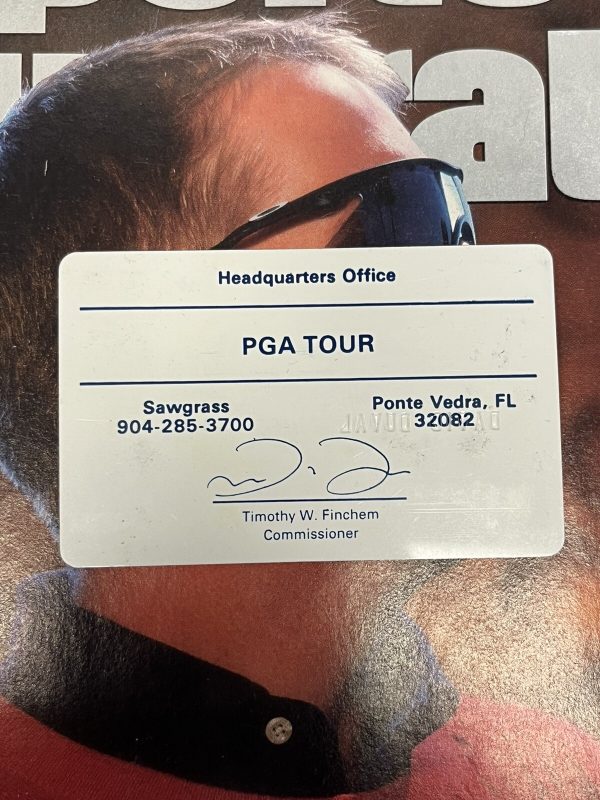 Headquarters Office
PGA TOUR
Sawgrass
904-285-3700
Ponte Vedra, FL
32082
Timothy W. Finchem
Commissioner